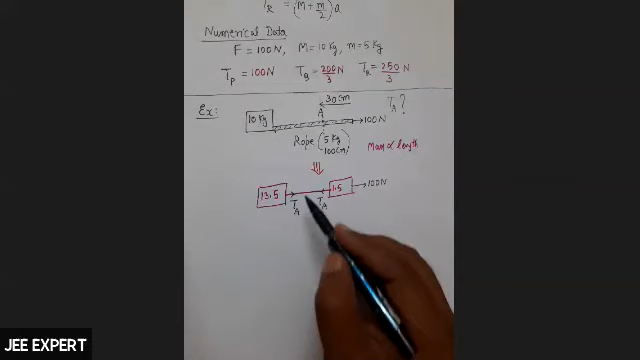 T_R = (M + m/2) a
Numerical Data
F = 100N, M = 10 Kg, m = 5 Kg
T_P = 100N T_Q = 200/3 N T_R = 250/3 N
Ex:
30cm
T_A ?
A
10 Kg
100N
Rope (5 Kg
100cm)
Mass ∝ length
⇓
13.5
1.5
100N
T_A T_A
JEE EXPERT